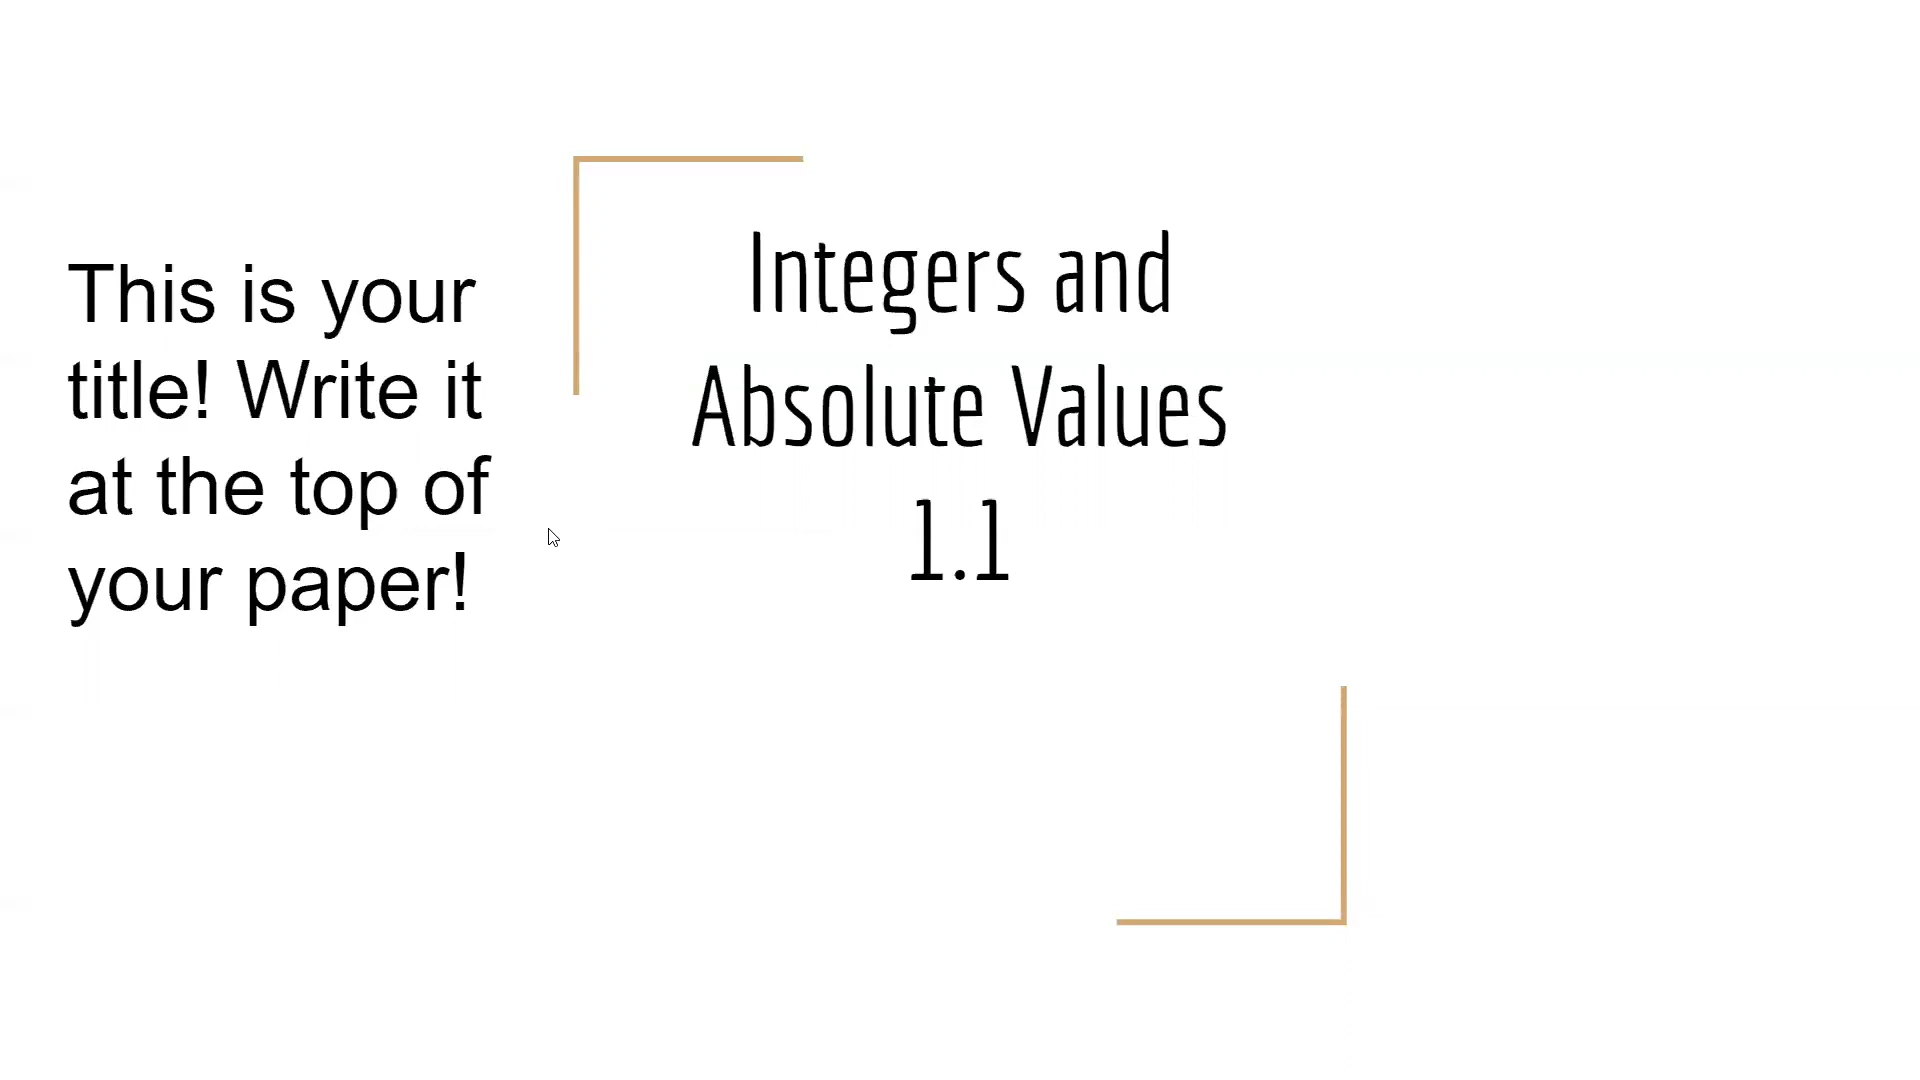 This is your
title! Write it
at the top of
your paper!
Integers and
Absolute Values
1.1